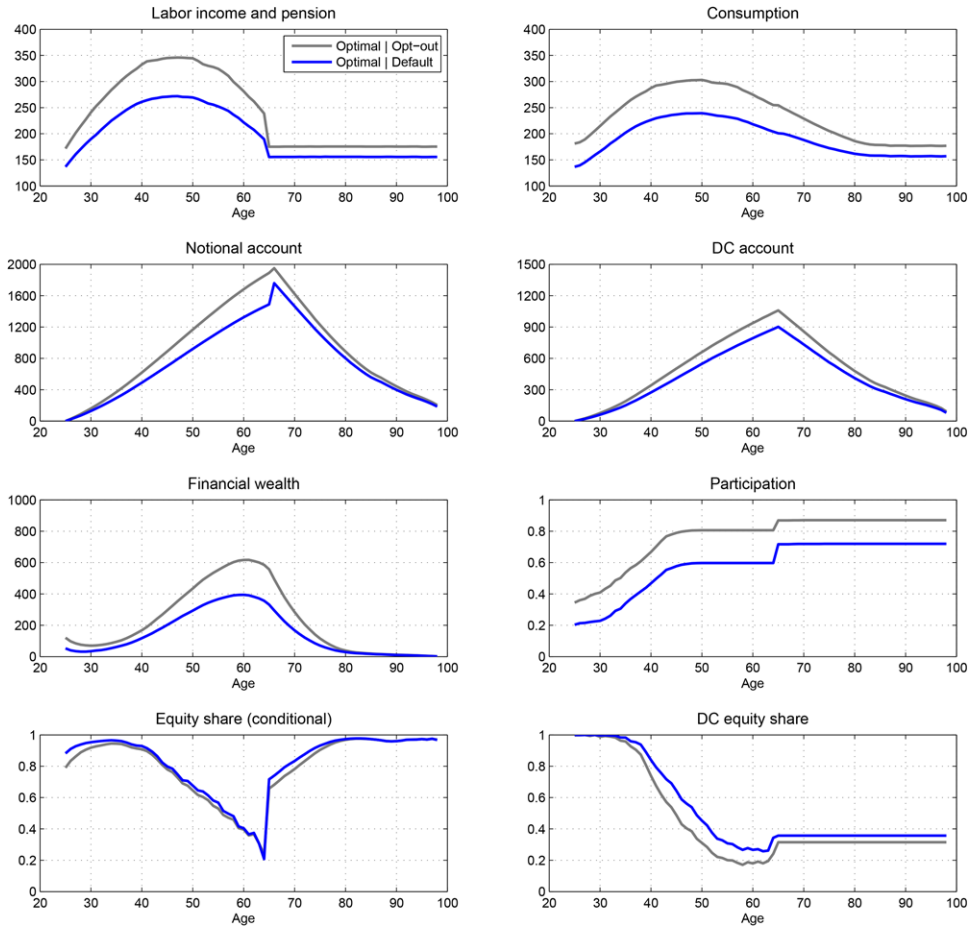 Labor income and pension
400
350
300
250
200
150
100
20 30 40 50 60 70 80 90 100
Age
Optimal | Opt-out
Optimal | Default
Consumption
400
350
300
250
200
150
100
20 30 40 50 60 70 80 90 100
Age
Notional account
2000
1600
1200
800
400
0
20 30 40 50 60 70 80 90 100
Age
DC account
1500
1200
900
600
300
0
20 30 40 50 60 70 80 90 100
Age
Financial wealth
1000
800
600
400
200
0
20 30 40 50 60 70 80 90 100
Age
Participation
1
0.8
0.6
0.4
0.2
0
20 30 40 50 60 70 80 90 100
Age
Equity share (conditional)
1
0.8
0.6
0.4
0.2
0
20 30 40 50 60 70 80 90 100
Age
DC equity share
1
0.8
0.6
0.4
0.2
0
20 30 40 50 60 70 80 90 100
Age